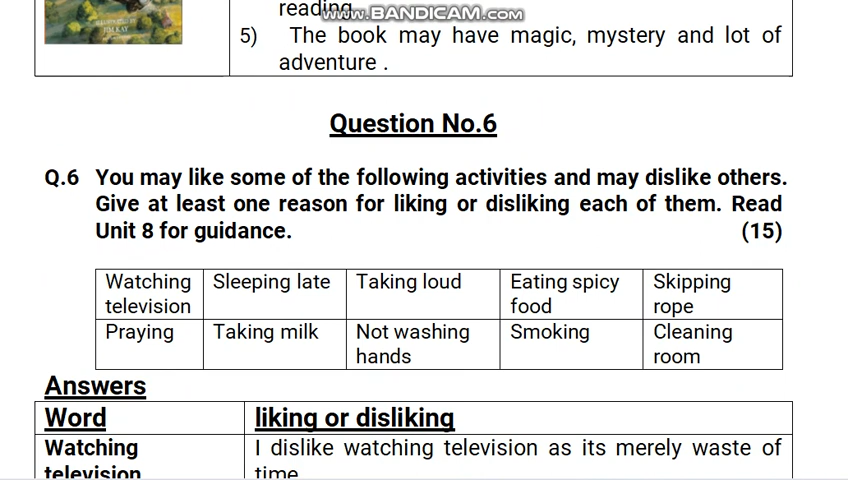 reading
www.BANDICAM.com
ILLUSTRATED BY
JIM KAY
5) The book may have magic, mystery and lot of
adventure .
Question No.6
Q.6 You may like some of the following activities and may dislike others.
Give at least one reason for liking or disliking each of them. Read
Unit 8 for guidance. (15)
Watching television
Sleeping late
Taking loud
Eating spicy food
Skipping rope
Praying
Taking milk
Not washing hands
Smoking
Cleaning room
Answers
Word liking or disliking
Watching I dislike watching television as its merely waste of
television time